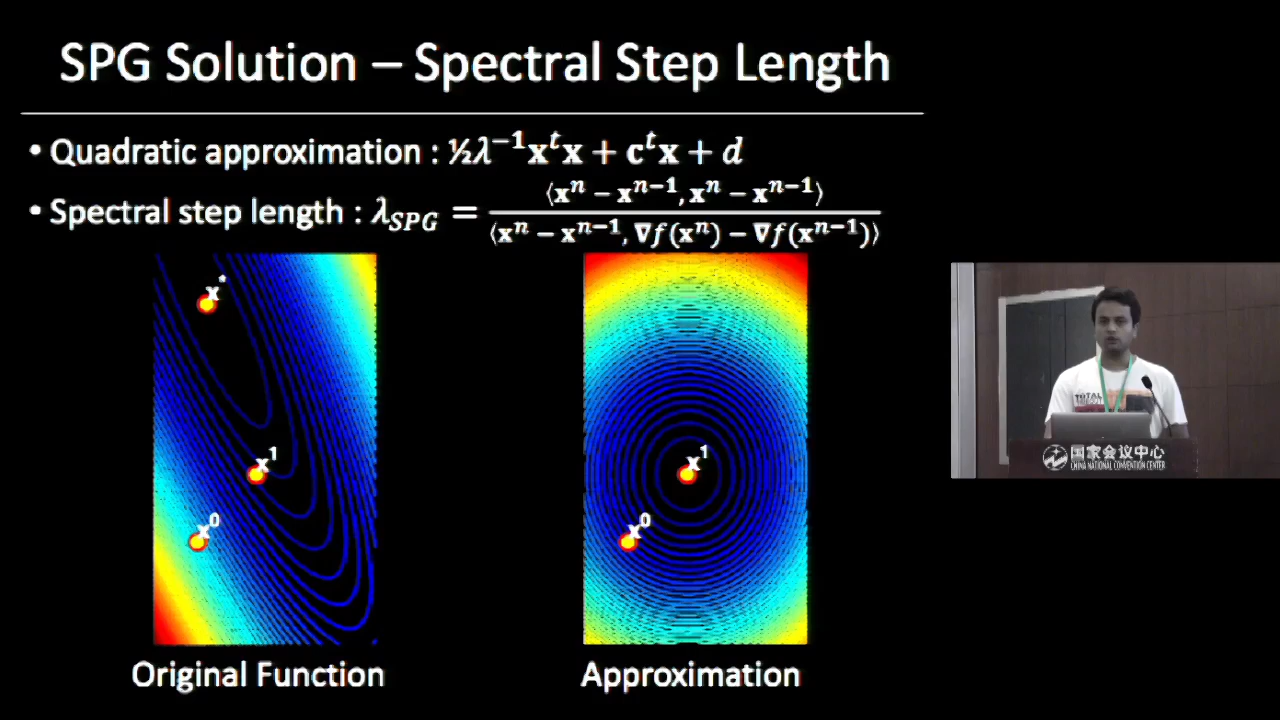 SPG Solution – Spectral Step Length
• Quadratic approximation : ½λ⁻¹𝐱ᵗ𝐱 + 𝐜ᵗ𝐱 + d
• Spectral step length : λ_SPG = ⟨𝐱ⁿ − 𝐱ⁿ⁻¹, 𝐱ⁿ − 𝐱ⁿ⁻¹⟩ / ⟨𝐱ⁿ − 𝐱ⁿ⁻¹, ∇f(𝐱ⁿ) − ∇f(𝐱ⁿ⁻¹)⟩
x*
x¹
x⁰
x¹
x⁰
Original Function
Approximation
TOTAL
国家会议中心
CHINA NATIONAL CONVENTION CENTER